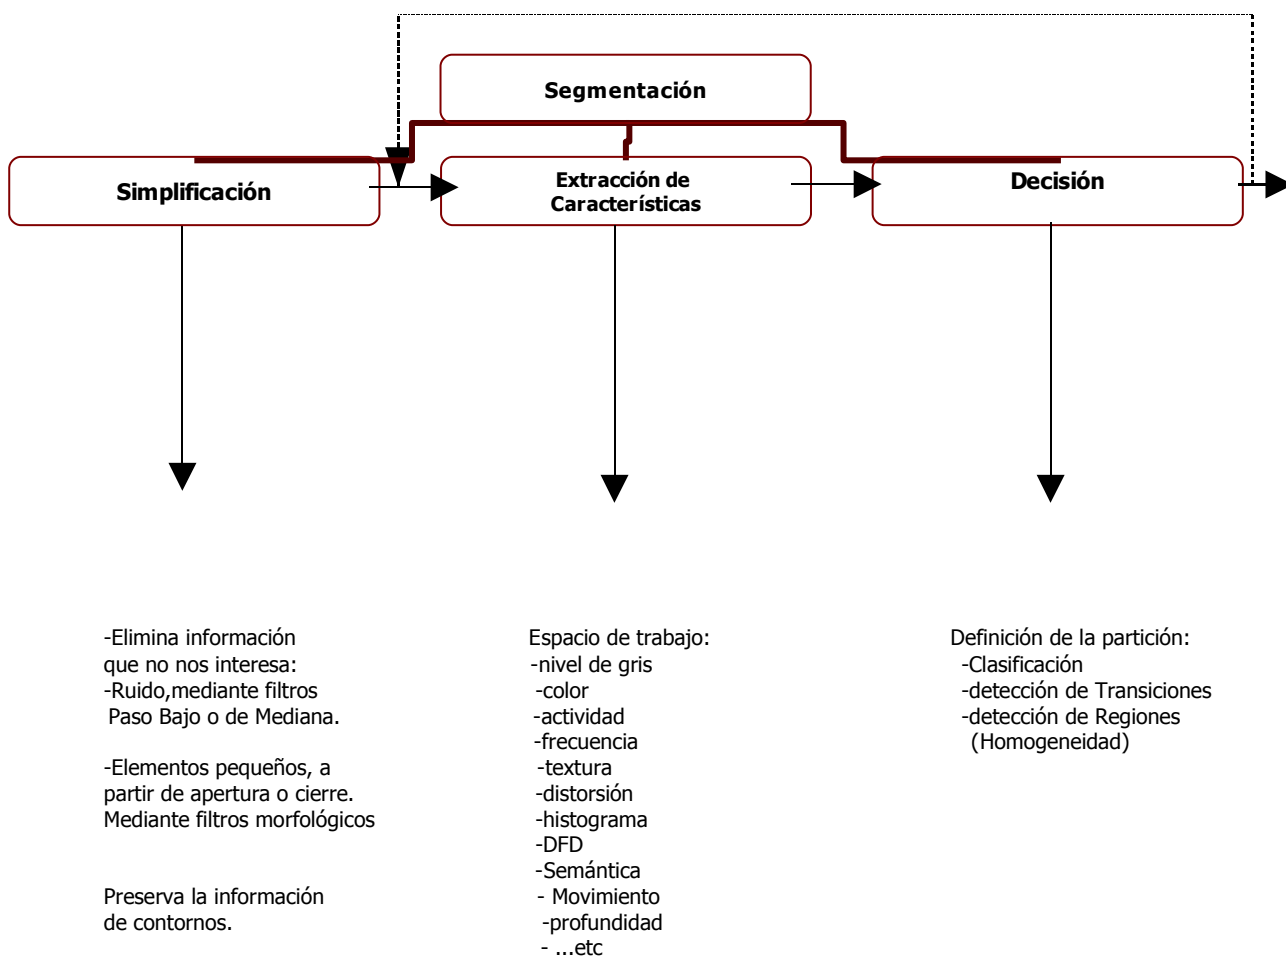 Segmentación
Simplificación
Extracción de
Características
Decisión
-Elimina información
que no nos interesa:
-Ruido,mediante filtros
Paso Bajo o de Mediana.
-Elementos pequeños, a
partir de apertura o cierre.
Mediante filtros morfológicos
Preserva la información
de contornos.
Espacio de trabajo:
-nivel de gris
-color
-actividad
-frecuencia
-textura
-distorsión
-histograma
-DFD
-Semántica
- Movimiento
-profundidad
- ...etc
Definición de la partición:
-Clasificación
-detección de Transiciones
-detección de Regiones
(Homogeneidad)